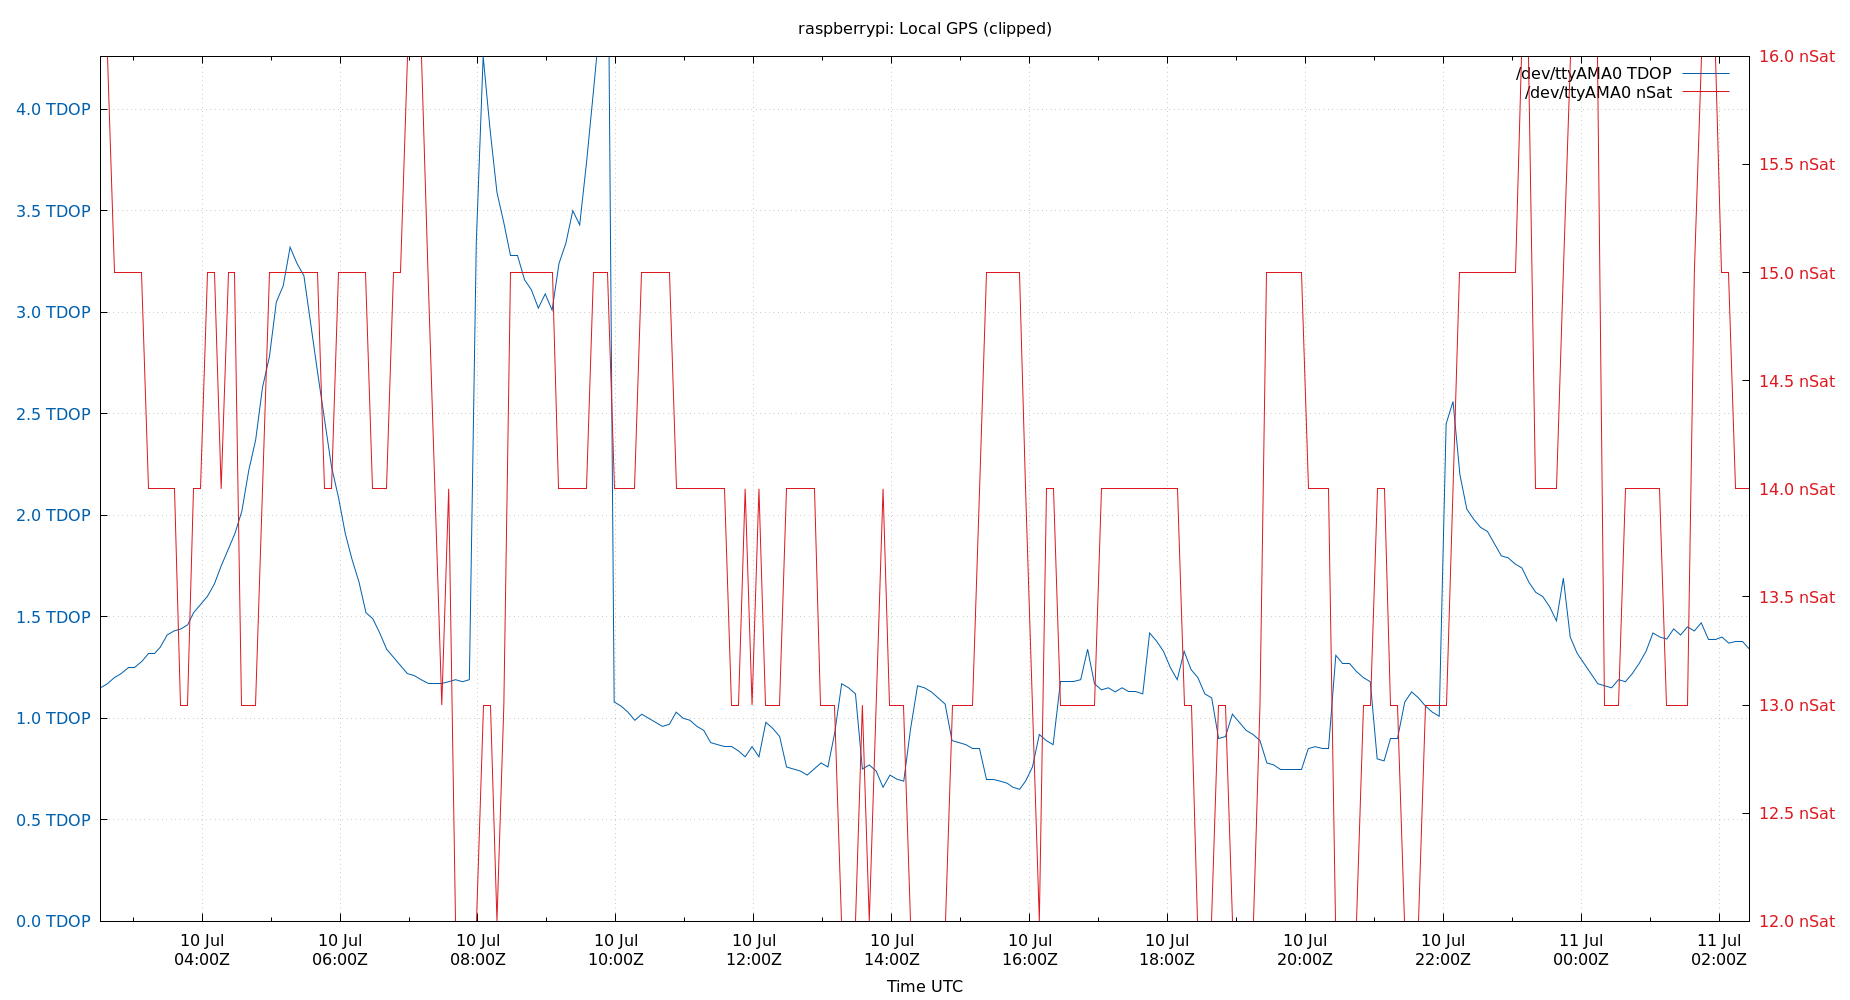 raspberrypi: Local GPS (clipped)
/dev/ttyAMA0 TDOP
/dev/ttyAMA0 nSat
4.0 TDOP
3.5 TDOP
3.0 TDOP
2.5 TDOP
2.0 TDOP
1.5 TDOP
1.0 TDOP
0.5 TDOP
0.0 TDOP
16.0 nSat
15.5 nSat
15.0 nSat
14.5 nSat
14.0 nSat
13.5 nSat
13.0 nSat
12.5 nSat
12.0 nSat
10 Jul
04:00Z
10 Jul
06:00Z
10 Jul
08:00Z
10 Jul
10:00Z
10 Jul
12:00Z
10 Jul
14:00Z
10 Jul
16:00Z
10 Jul
18:00Z
10 Jul
20:00Z
10 Jul
22:00Z
11 Jul
00:00Z
11 Jul
02:00Z
Time UTC